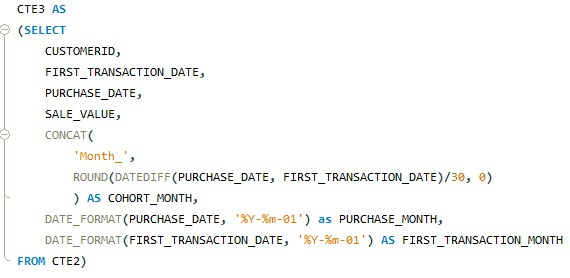 CTE3 AS
(SELECT
CUSTOMERID,
FIRST_TRANSACTION_DATE,
PURCHASE_DATE,
SALE_VALUE,
CONCAT(
'Month_',
ROUND(DATEDIFF(PURCHASE_DATE, FIRST_TRANSACTION_DATE)/30, 0)
) AS COHORT_MONTH,
DATE_FORMAT(PURCHASE_DATE, '%Y-%m-01') as PURCHASE_MONTH,
DATE_FORMAT(FIRST_TRANSACTION_DATE, '%Y-%m-01') AS FIRST_TRANSACTION_MONTH
FROM CTE2)